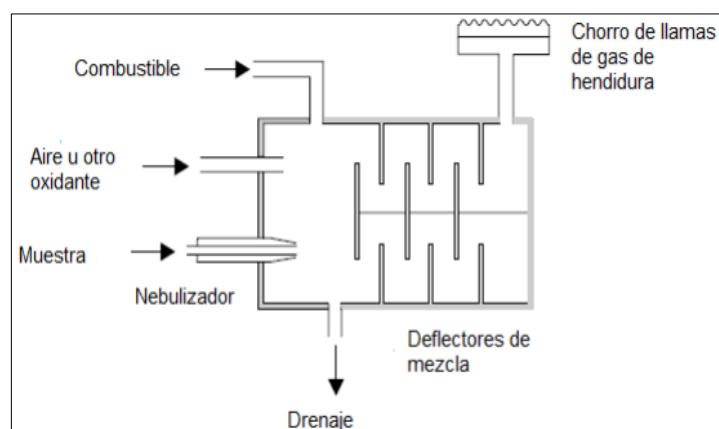 Chorro de llamas
de gas de
hendidura
Combustible
Aire u otro
oxidante
Muestra
Nebulizador
Deflectores de
mezcla
Drenaje